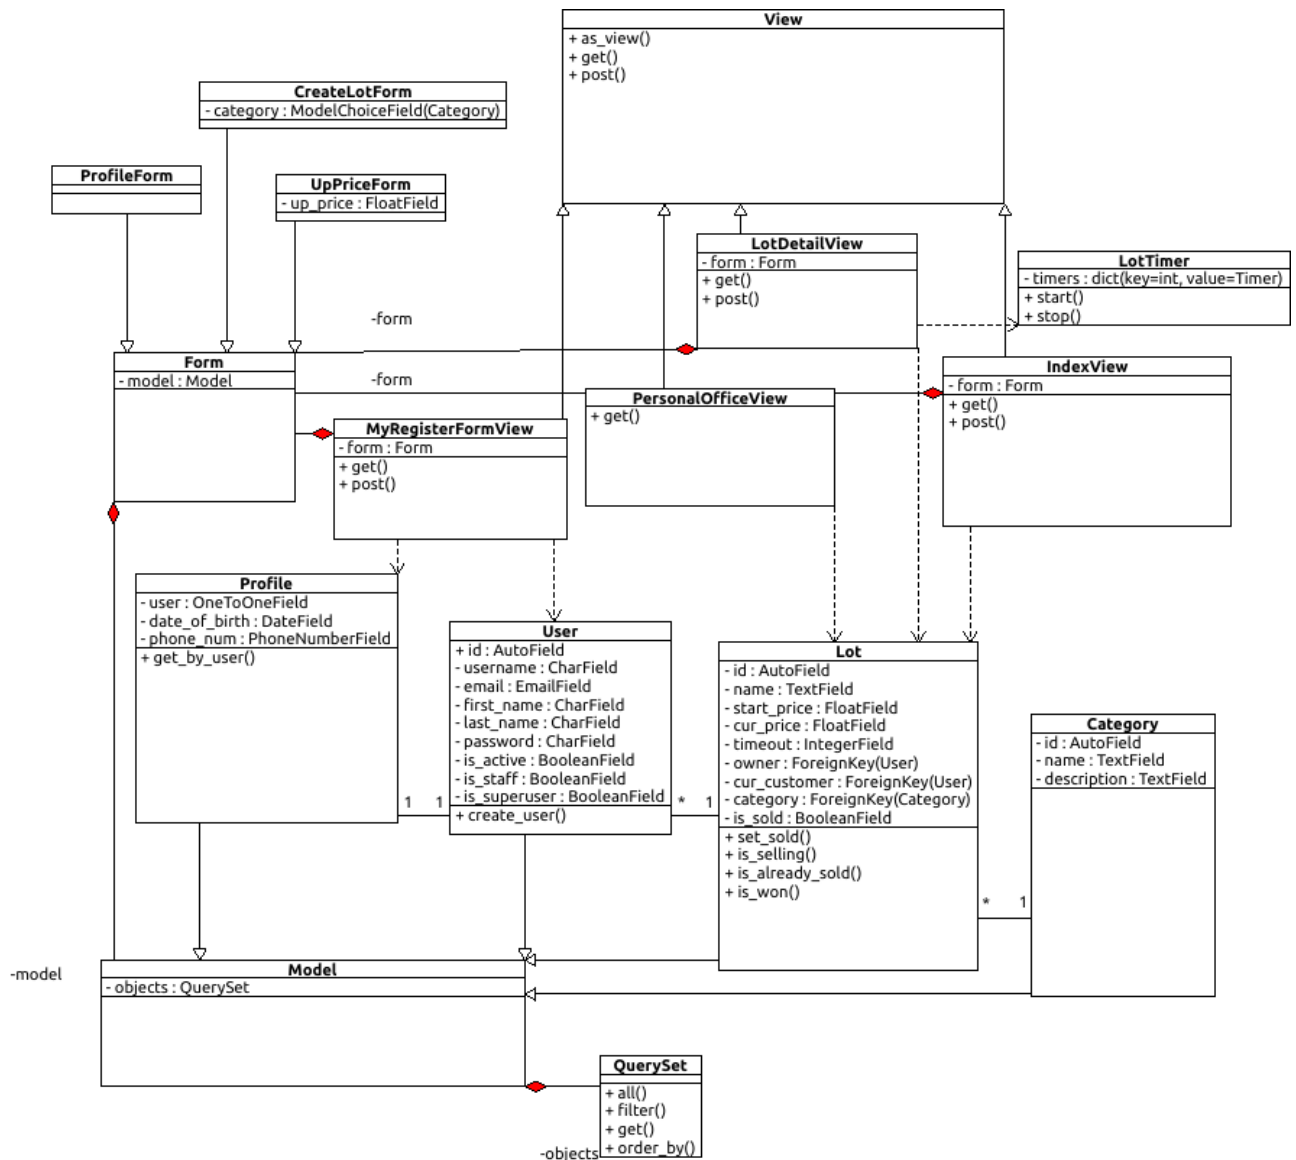 View
+ as_view()
+ get()
+ post()
CreateLotForm
- category : ModelChoiceField(Category)
ProfileForm
UpPriceForm
- up_price : FloatField
LotDetailView
- form : Form
+ get()
+ post()
LotTimer
- timers : dict(key=int, value=Timer)
+ start()
+ stop()
-form
Form
- model : Model
-form
IndexView
- form : Form
+ get()
+ post()
PersonalOfficeView
+ get()
MyRegisterFormView
- form : Form
+ get()
+ post()
Profile
- user : OneToOneField
- date_of_birth : DateField
- phone_num : PhoneNumberField
+ get_by_user()
User
+ id : AutoField
- username : CharField
- email : EmailField
- first_name : CharField
- last_name : CharField
- password : CharField
- is_active : BooleanField
- is_staff : BooleanField
- is_superuser : BooleanField
+ create_user()
1 1
* 1
Lot
- id : AutoField
- name : TextField
- start_price : FloatField
- cur_price : FloatField
- timeout : IntegerField
- owner : ForeignKey(User)
- cur_customer : ForeignKey(User)
- category : ForeignKey(Category)
- is_sold : BooleanField
+ set_sold()
+ is_selling()
+ is_already_sold()
+ is_won()
Category
- id : AutoField
- name : TextField
- description : TextField
* 1
-model
Model
- objects : QuerySet
QuerySet
+ all()
+ filter()
+ get()
+ order_by()
-objects